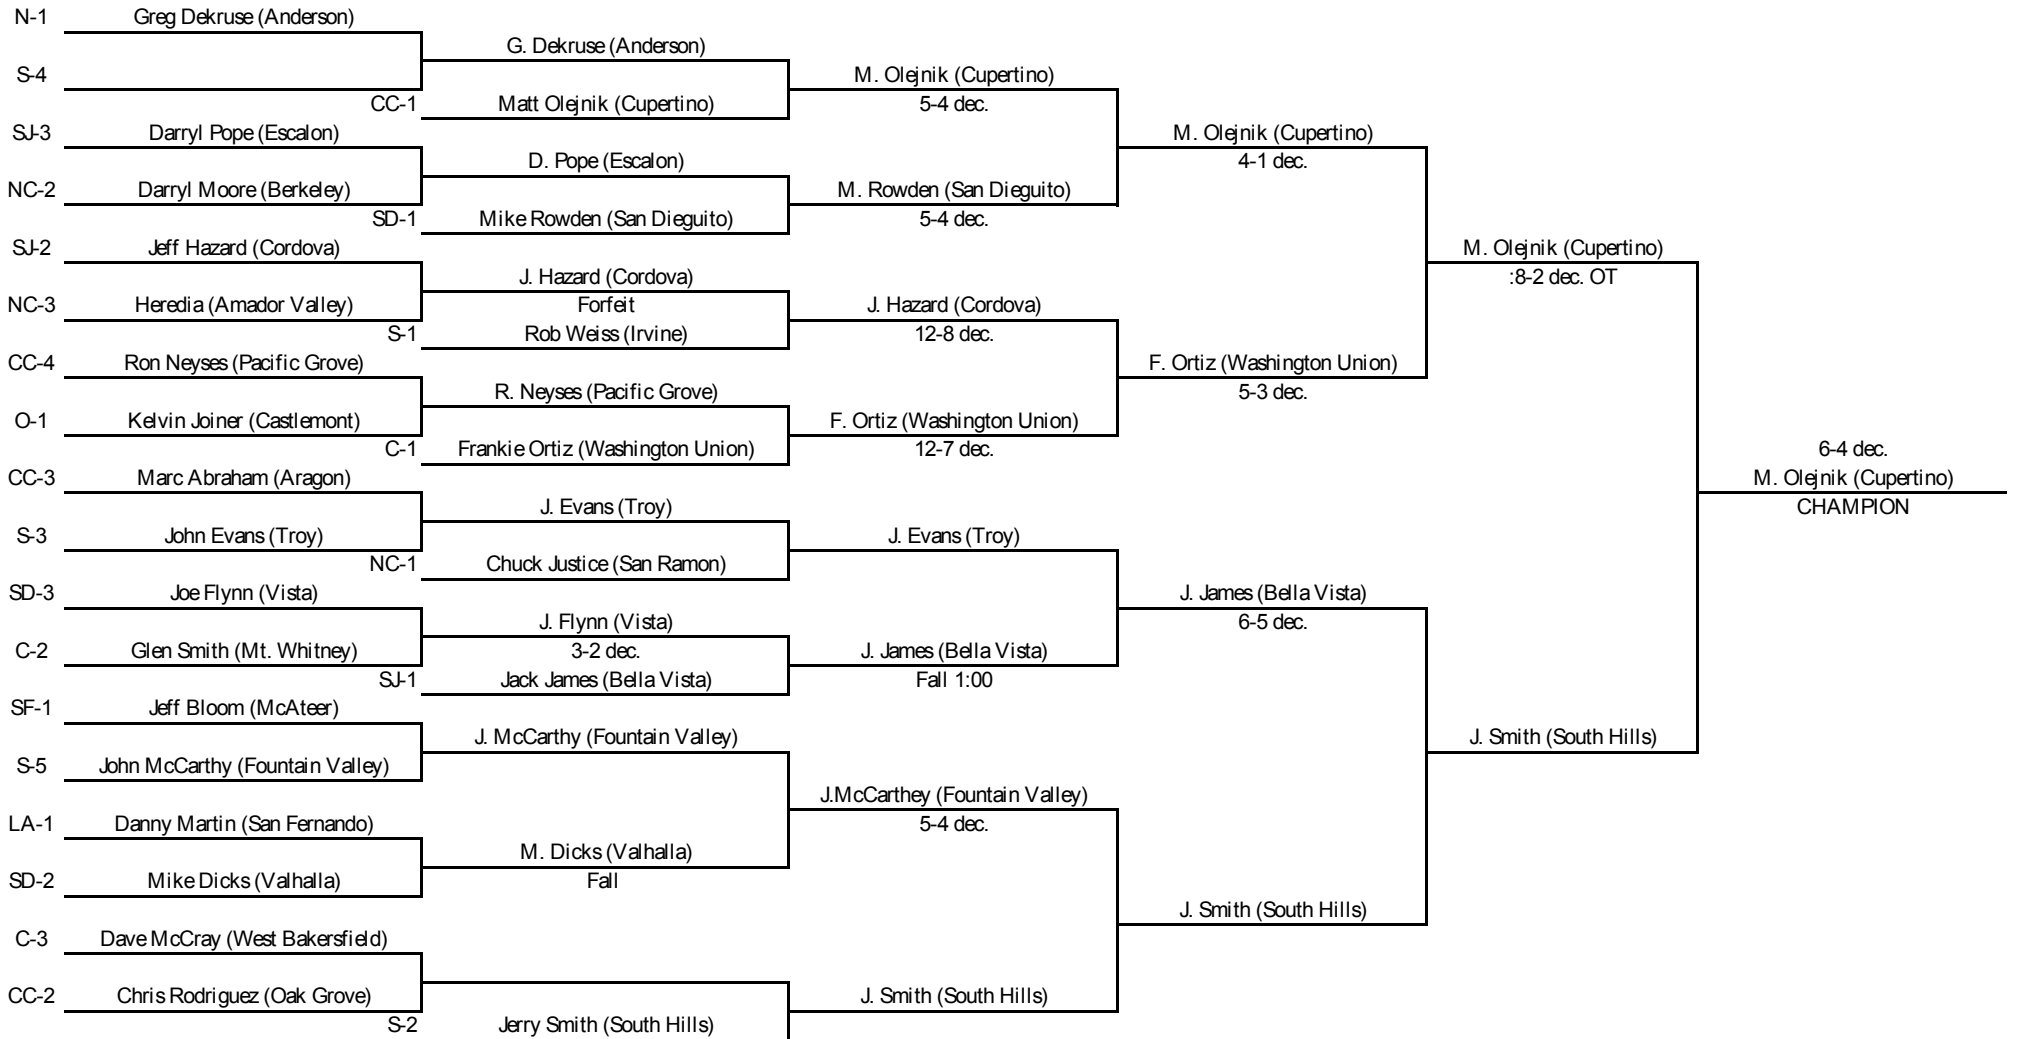 N-1 Greg Dekruse (Anderson)
G. Dekruse (Anderson)
S-4 M. Olejnik (Cupertino)
CC-1 Matt Olejnik (Cupertino) 5-4 dec.
SJ-3 Darryl Pope (Escalon) M. Olejnik (Cupertino)
D. Pope (Escalon) 4-1 dec.
NC-2 Darryl Moore (Berkeley) M. Rowden (San Dieguito)
SD-1 Mike Rowden (San Dieguito) 5-4 dec.
SJ-2 Jeff Hazard (Cordova) M. Olejnik (Cupertino)
J. Hazard (Cordova) :8-2 dec. OT
NC-3 Heredia (Amador Valley) Forfeit J. Hazard (Cordova)
S-1 Rob Weiss (Irvine) 12-8 dec.
CC-4 Ron Neyses (Pacific Grove) F. Ortiz (Washington Union)
R. Neyses (Pacific Grove) 5-3 dec.
O-1 Kelvin Joiner (Castlemont) F. Ortiz (Washington Union)
C-1 Frankie Ortiz (Washington Union) 12-7 dec. 6-4 dec.
CC-3 Marc Abraham (Aragon) M. Olejnik (Cupertino)
J. Evans (Troy) CHAMPION
S-3 John Evans (Troy) J. Evans (Troy)
NC-1 Chuck Justice (San Ramon)
SD-3 Joe Flynn (Vista) J. James (Bella Vista)
J. Flynn (Vista) 6-5 dec.
C-2 Glen Smith (Mt. Whitney) 3-2 dec. J. James (Bella Vista)
SJ-1 Jack James (Bella Vista) Fall 1:00
SF-1 Jeff Bloom (McAteer)
J. McCarthy (Fountain Valley) J. Smith (South Hills)
S-5 John McCarthy (Fountain Valley)
J.McCarthey (Fountain Valley)
LA-1 Danny Martin (San Fernando) 5-4 dec.
M. Dicks (Valhalla)
SD-2 Mike Dicks (Valhalla) Fall
J. Smith (South Hills)
C-3 Dave McCray (West Bakersfield)
CC-2 Chris Rodriguez (Oak Grove) J. Smith (South Hills)
S-2 Jerry Smith (South Hills)